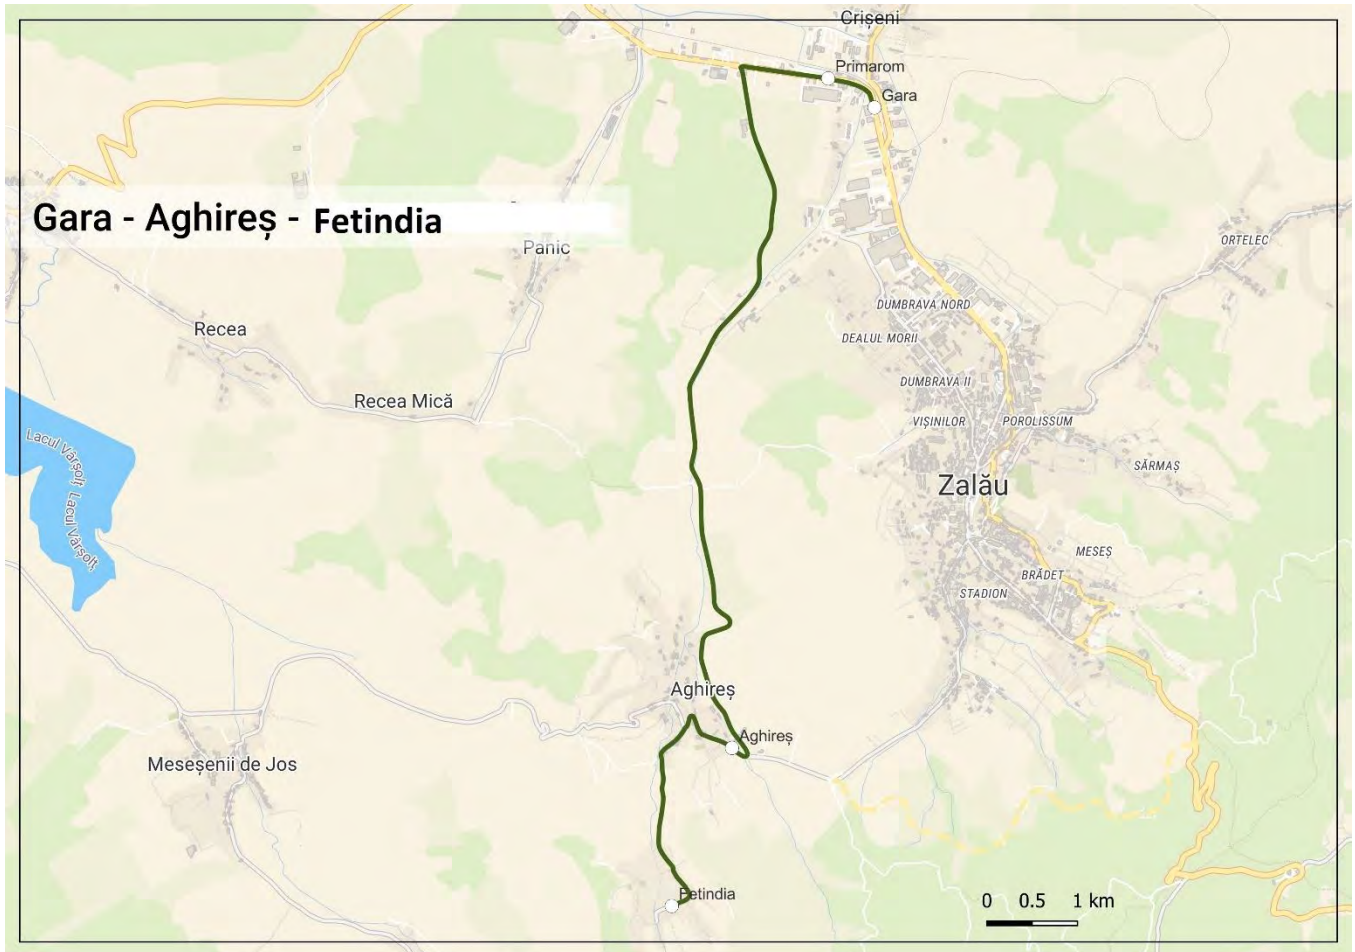 Crișeni
Primarom
Gara
Gara - Aghireș - Fetindia
ORTELEC
Panic
DUMBRAVA NORD
Recea
DEALUL MORII
DUMBRAVA II
Recea Mică
VIȘINILOR
POROLISSUM
Lacul Vârșolț
Lacul Vârșolț
SĂRMAȘ
Zalău
MESEȘ
BRĂDET
STADION
Aghireș
Aghireș
Meseșenii de Jos
Fetindia
0 0.5 1 km